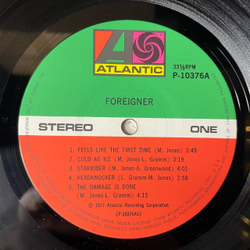 ATLANTIC
33⅓RPM
P-10376A
FOREIGNER
STEREO
ONE
1. FEELS LIKE THE FIRST TIME (M. Jones) 3:49
2. COLD AS ICE (M. Jones-L. Gramm) 3:19
3. STARRIDER (M. Jones-A. Greenwood) 4:01
4. HEADKNOCKER (L. Gramm-M. Jones) 2:58
5. THE DAMAGE IS DONE
(M. Jones-L. Gramm) 4:15
℗ 1977 Atlantic Recording Corporation
(P-10376A1)